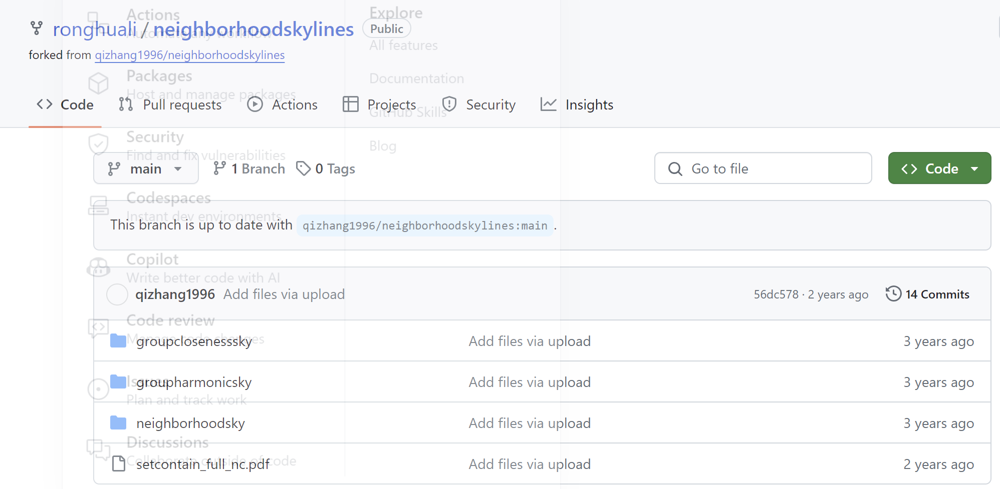 ronghuali / neighborhoodskylines Public
forked from qizhang1996/neighborhoodskylines
Code Pull requests Actions Projects Security Insights
main 1 Branch 0 Tags Go to file Code
This branch is up to date with qizhang1996/neighborhoodskylines:main .
qizhang1996 Add files via upload 56dc578 · 2 years ago 14 Commits
groupclosenesssky Add files via upload 3 years ago
groupharmonicsky Add files via upload 3 years ago
neighborhoodsky Add files via upload 3 years ago
setcontain_full_nc.pdf Add files via upload 2 years ago
Actions
Automate any workflow
Packages
Host and manage packages
Security
Find and fix vulnerabilities
Codespaces
Instant dev environments
Copilot
Write better code with AI
Code review
Manage code changes
Issues
Plan and track work
Discussions
Collaborate outside of code
Explore
All features
Documentation
GitHub Skills
Blog